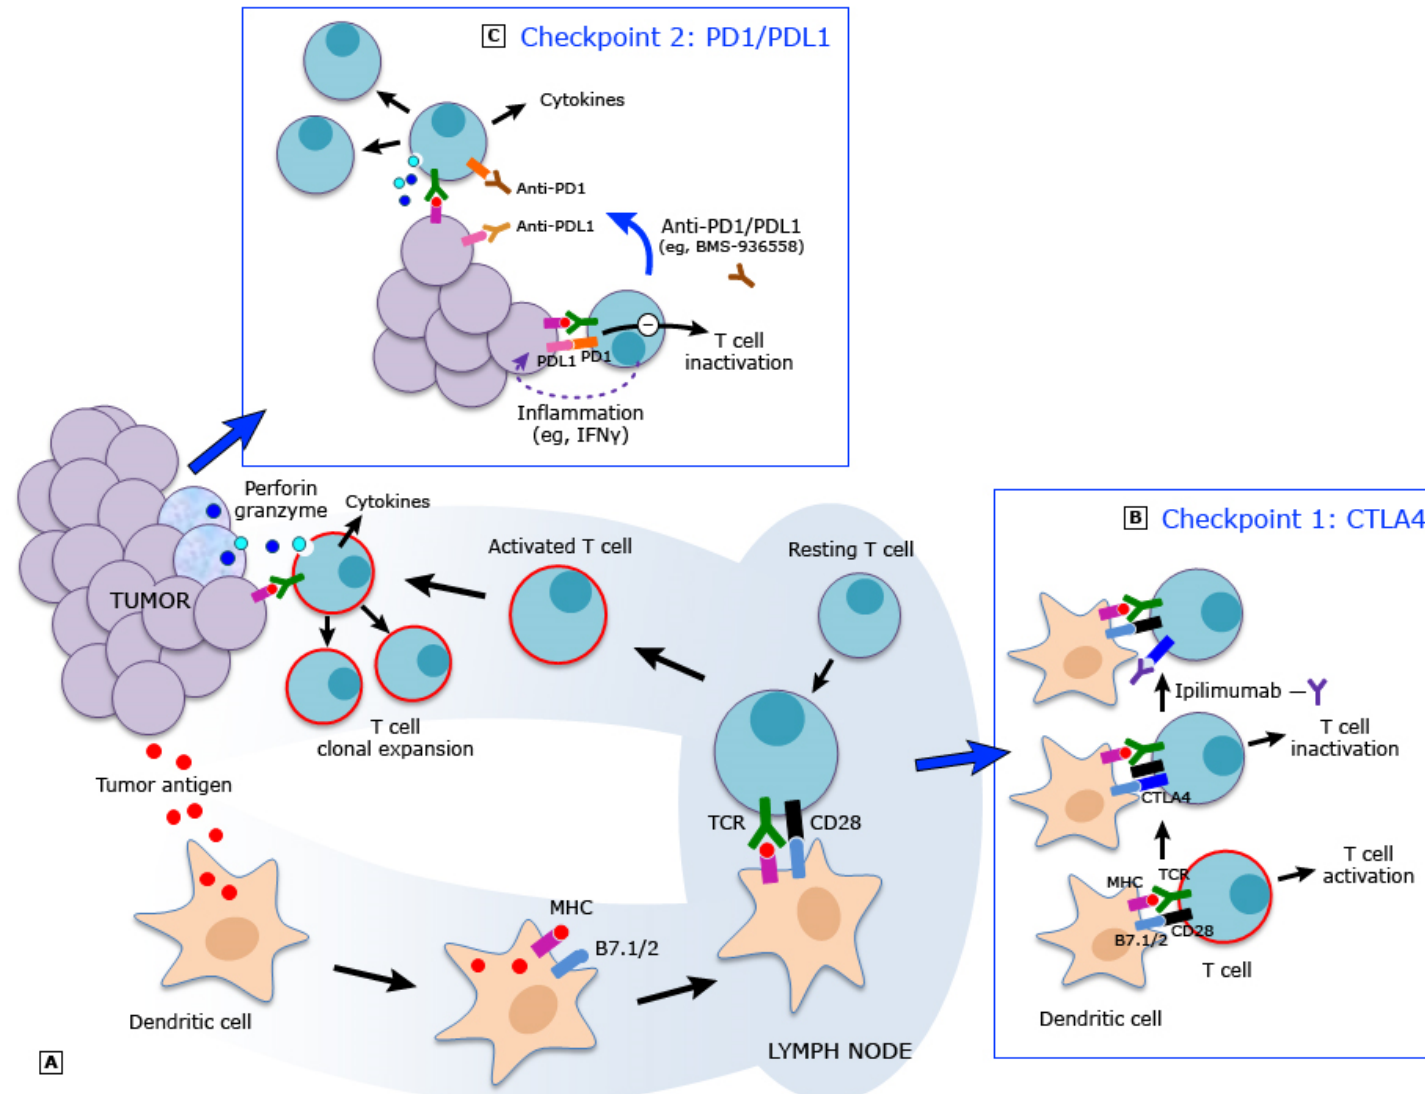 C Checkpoint 2: PD1/PDL1
Cytokines
Anti-PD1
Anti-PDL1
Anti-PD1/PDL1
(eg, BMS-936558)
−
T cell
inactivation
PDL1 PD1
Inflammation
(eg, IFNγ)
Perforin
granzyme
Cytokines
TUMOR
T cell
clonal expansion
Activated T cell
Resting T cell
Tumor antigen
TCR
CD28
MHC
B7.1/2
Dendritic cell
LYMPH NODE
A
B Checkpoint 1: CTLA4
Ipilimumab
T cell
inactivation
CTLA4
T cell
activation
MHC
TCR
B7.1/2
CD28
T cell
Dendritic cell